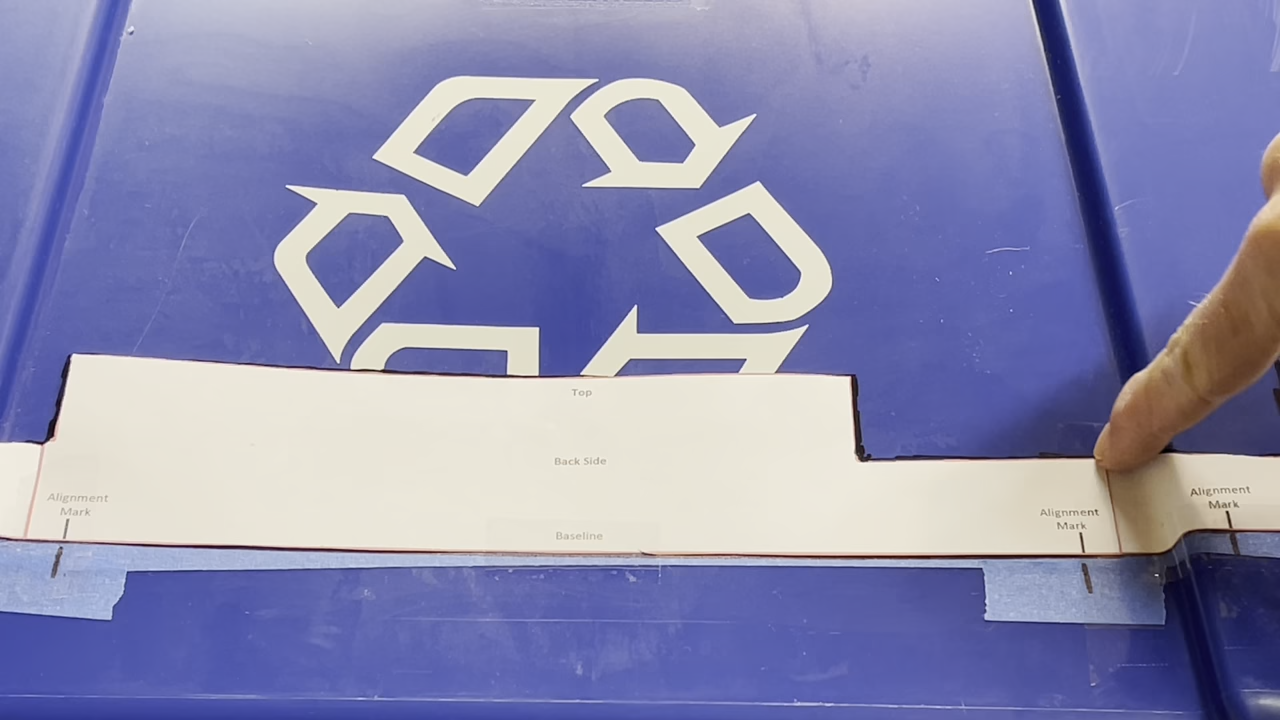 Top
Back Side
Alignment
Mark
Alignment
Mark
Alignment
Mark
Baseline